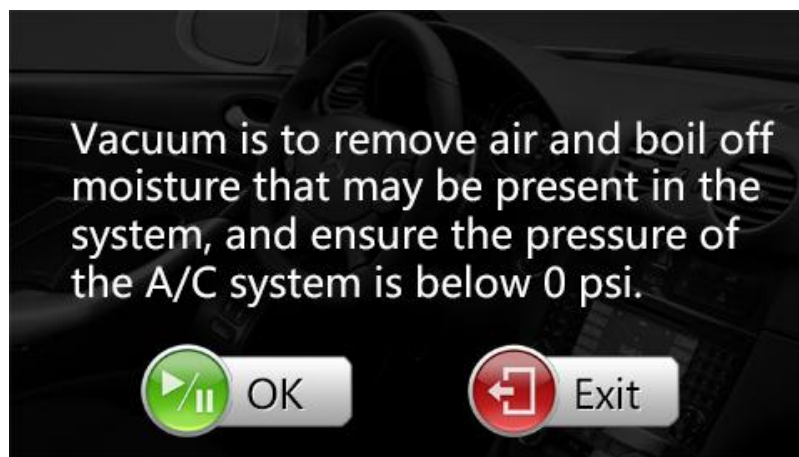 Vacuum is to remove air and boil off
moisture that may be present in the
system, and ensure the pressure of
the A/C system is below 0 psi.
OK
Exit